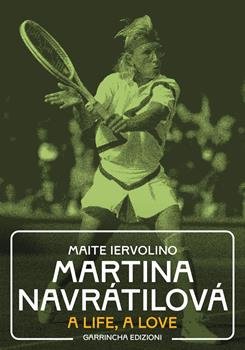 MAITE IERVOLINO
MARTINA
NAVRÁTILOVÁ
A LIFE, A LOVE
GARRINCHA EDIZIONI